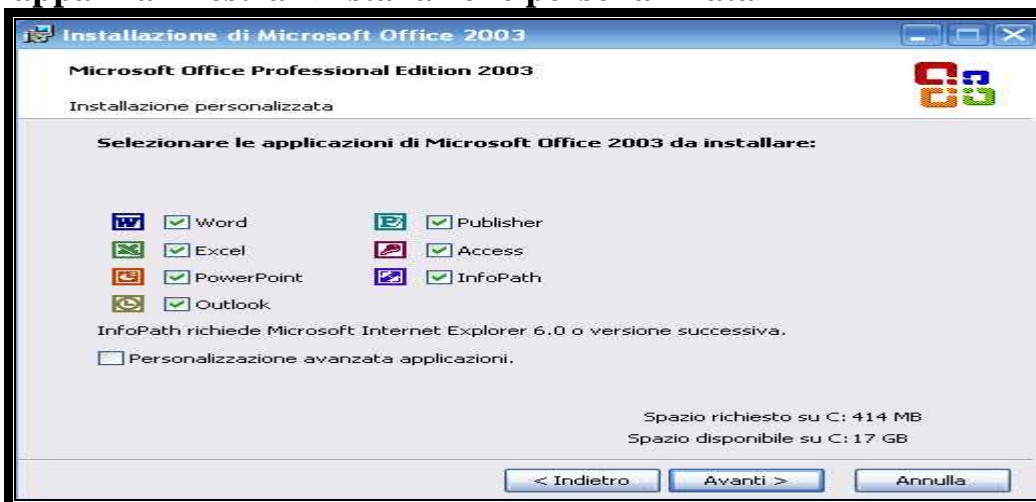 Installazione di Microsoft Office 2003
Microsoft Office Professional Edition 2003
Installazione personalizzata
Selezionare le applicazioni di Microsoft Office 2003 da installare:
Word Publisher
Excel Access
PowerPoint InfoPath
Outlook
InfoPath richiede Microsoft Internet Explorer 6.0 o versione successiva.
Personalizzazione avanzata applicazioni.
Spazio richiesto su C: 414 MB
Spazio disponibile su C: 17 GB
< Indietro Avanti > Annulla